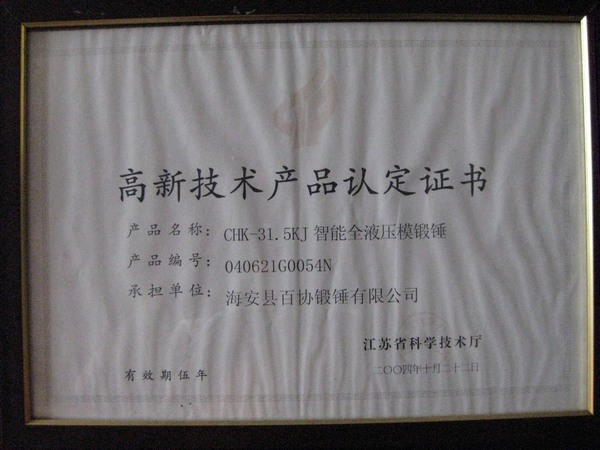 高新技术产品认定证书
产品名称: CHK-31.5KJ 智能全液压模锻锤
产品编号: 040621G0054N
承担单位: 海安县百协锻锤有限公司
江苏省科学技术厅
有效期伍年
二〇〇四年十月二十二日